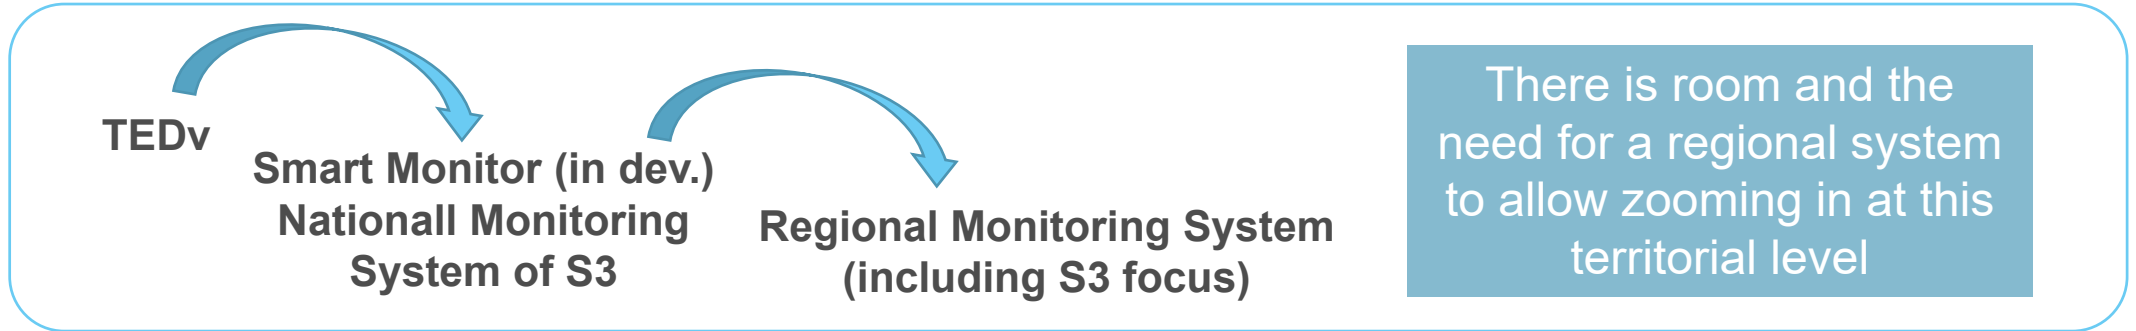 TEDv
Smart Monitor (in dev.)
Nationall Monitoring
System of S3
Regional Monitoring System
(including S3 focus)
There is room and the
need for a regional system
to allow zooming in at this
territorial level